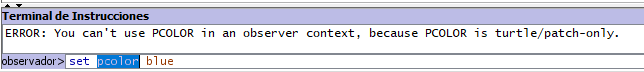 Terminal de Instrucciones
ERROR: You can't use PCOLOR in an observer context, because PCOLOR is turtle/patch-only.
observador> set pcolor blue